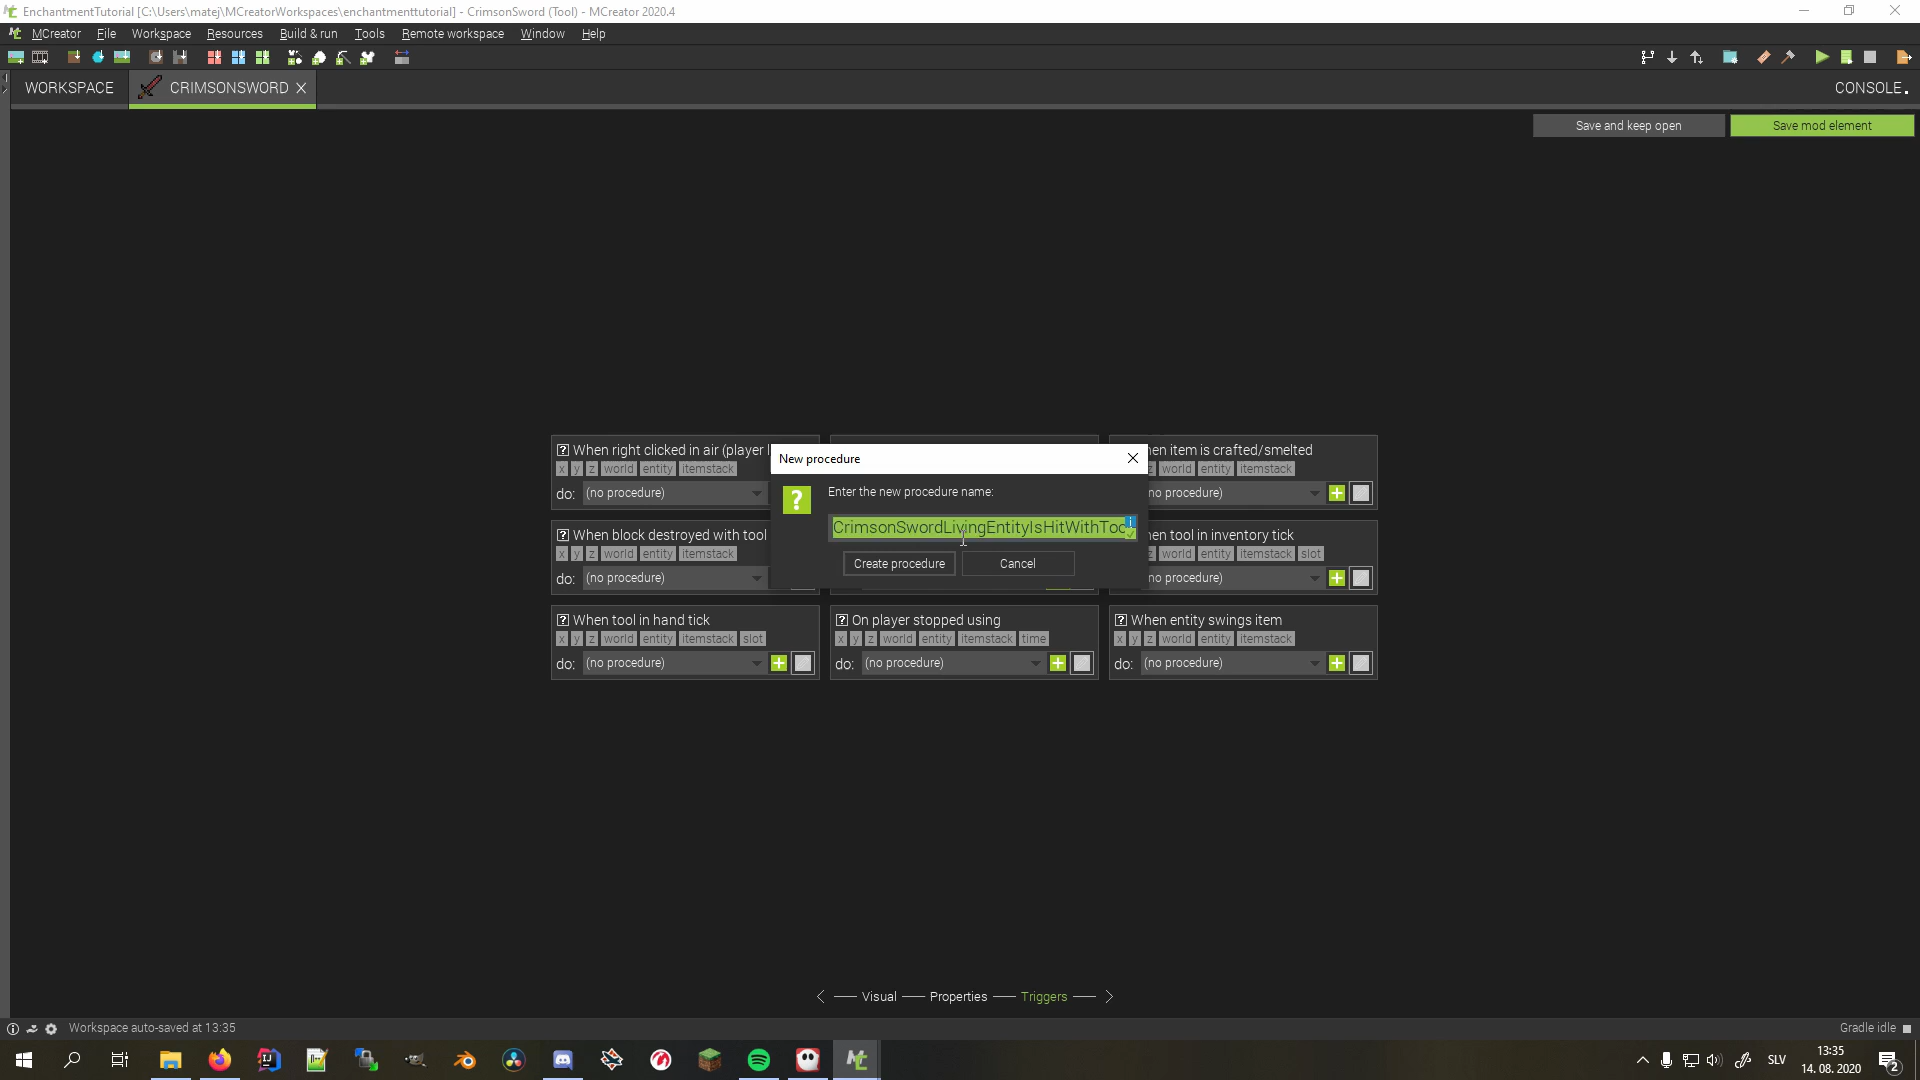 EnchantmentTutorial [C:\Users\matej\MCreatorWorkspaces\enchantmenttutorial] - CrimsonSword (Tool) - MCreator 2020.4
MCreator File Workspace Resources Build & run Tools Remote workspace Window Help
WORKSPACE CRIMSONSWORD CONSOLE
Save and keep open Save mod element
When right clicked in air (player l
x y z world entity itemstack
do: (no procedure)
en item is crafted/smelted
z world entity itemstack
no procedure)
New procedure
Enter the new procedure name:
CrimsonSwordLivingEntityIsHitWithToo
Create procedure Cancel
When block destroyed with tool
x y z world entity itemstack
do: (no procedure)
en tool in inventory tick
z world entity itemstack slot
no procedure)
When tool in hand tick
x y z world entity itemstack slot
do: (no procedure)
On player stopped using
x y z world entity itemstack time
do: (no procedure)
When entity swings item
x y z world entity itemstack
do: (no procedure)
Visual Properties Triggers
Workspace auto-saved at 13:35 Gradle idle
SLV 13:35
14. 08. 2020
2